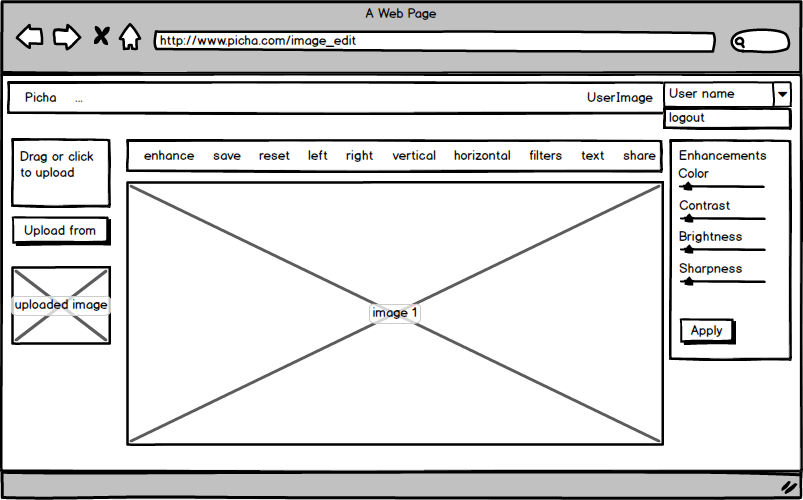 A Web Page
http://www.picha.com/image_edit
Picha ... UserImage User name
logout
Drag or click
to upload
Upload from
uploaded image
enhance save reset left right vertical horizontal filters text share
image 1
Enhancements
Color
Contrast
Brightness
Sharpness
Apply